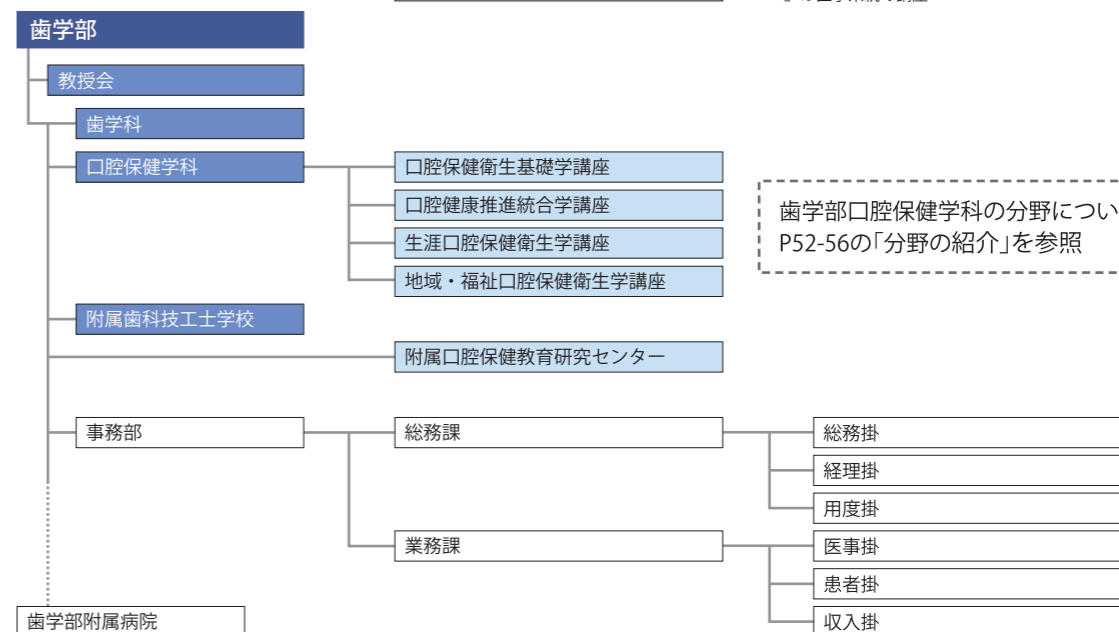 歯学部
教授会
歯学科
口腔保健学科
口腔保健衛生基礎学講座
口腔健康推進統合学講座
生涯口腔保健衛生学講座
地域・福祉口腔保健衛生学講座
歯学部口腔保健学科の分野につい
P52-56の「分野の紹介」を参照
附属歯科技工士学校
附属口腔保健教育研究センター
事務部
総務課
総務掛
経理掛
用度掛
業務課
医事掛
患者掛
収入掛
歯学部附属病院